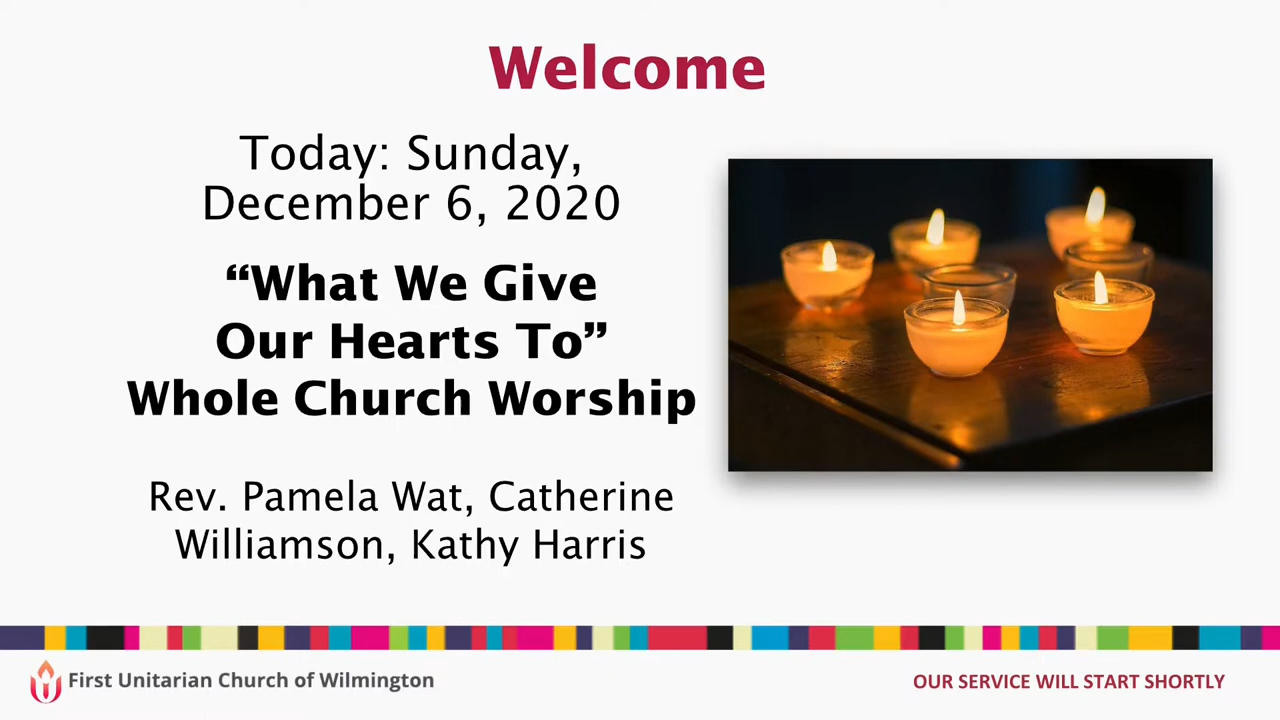 Welcome
Today: Sunday,
December 6, 2020
“What We Give
Our Hearts To”
Whole Church Worship
Rev. Pamela Wat, Catherine
Williamson, Kathy Harris
First Unitarian Church of Wilmington
OUR SERVICE WILL START SHORTLY